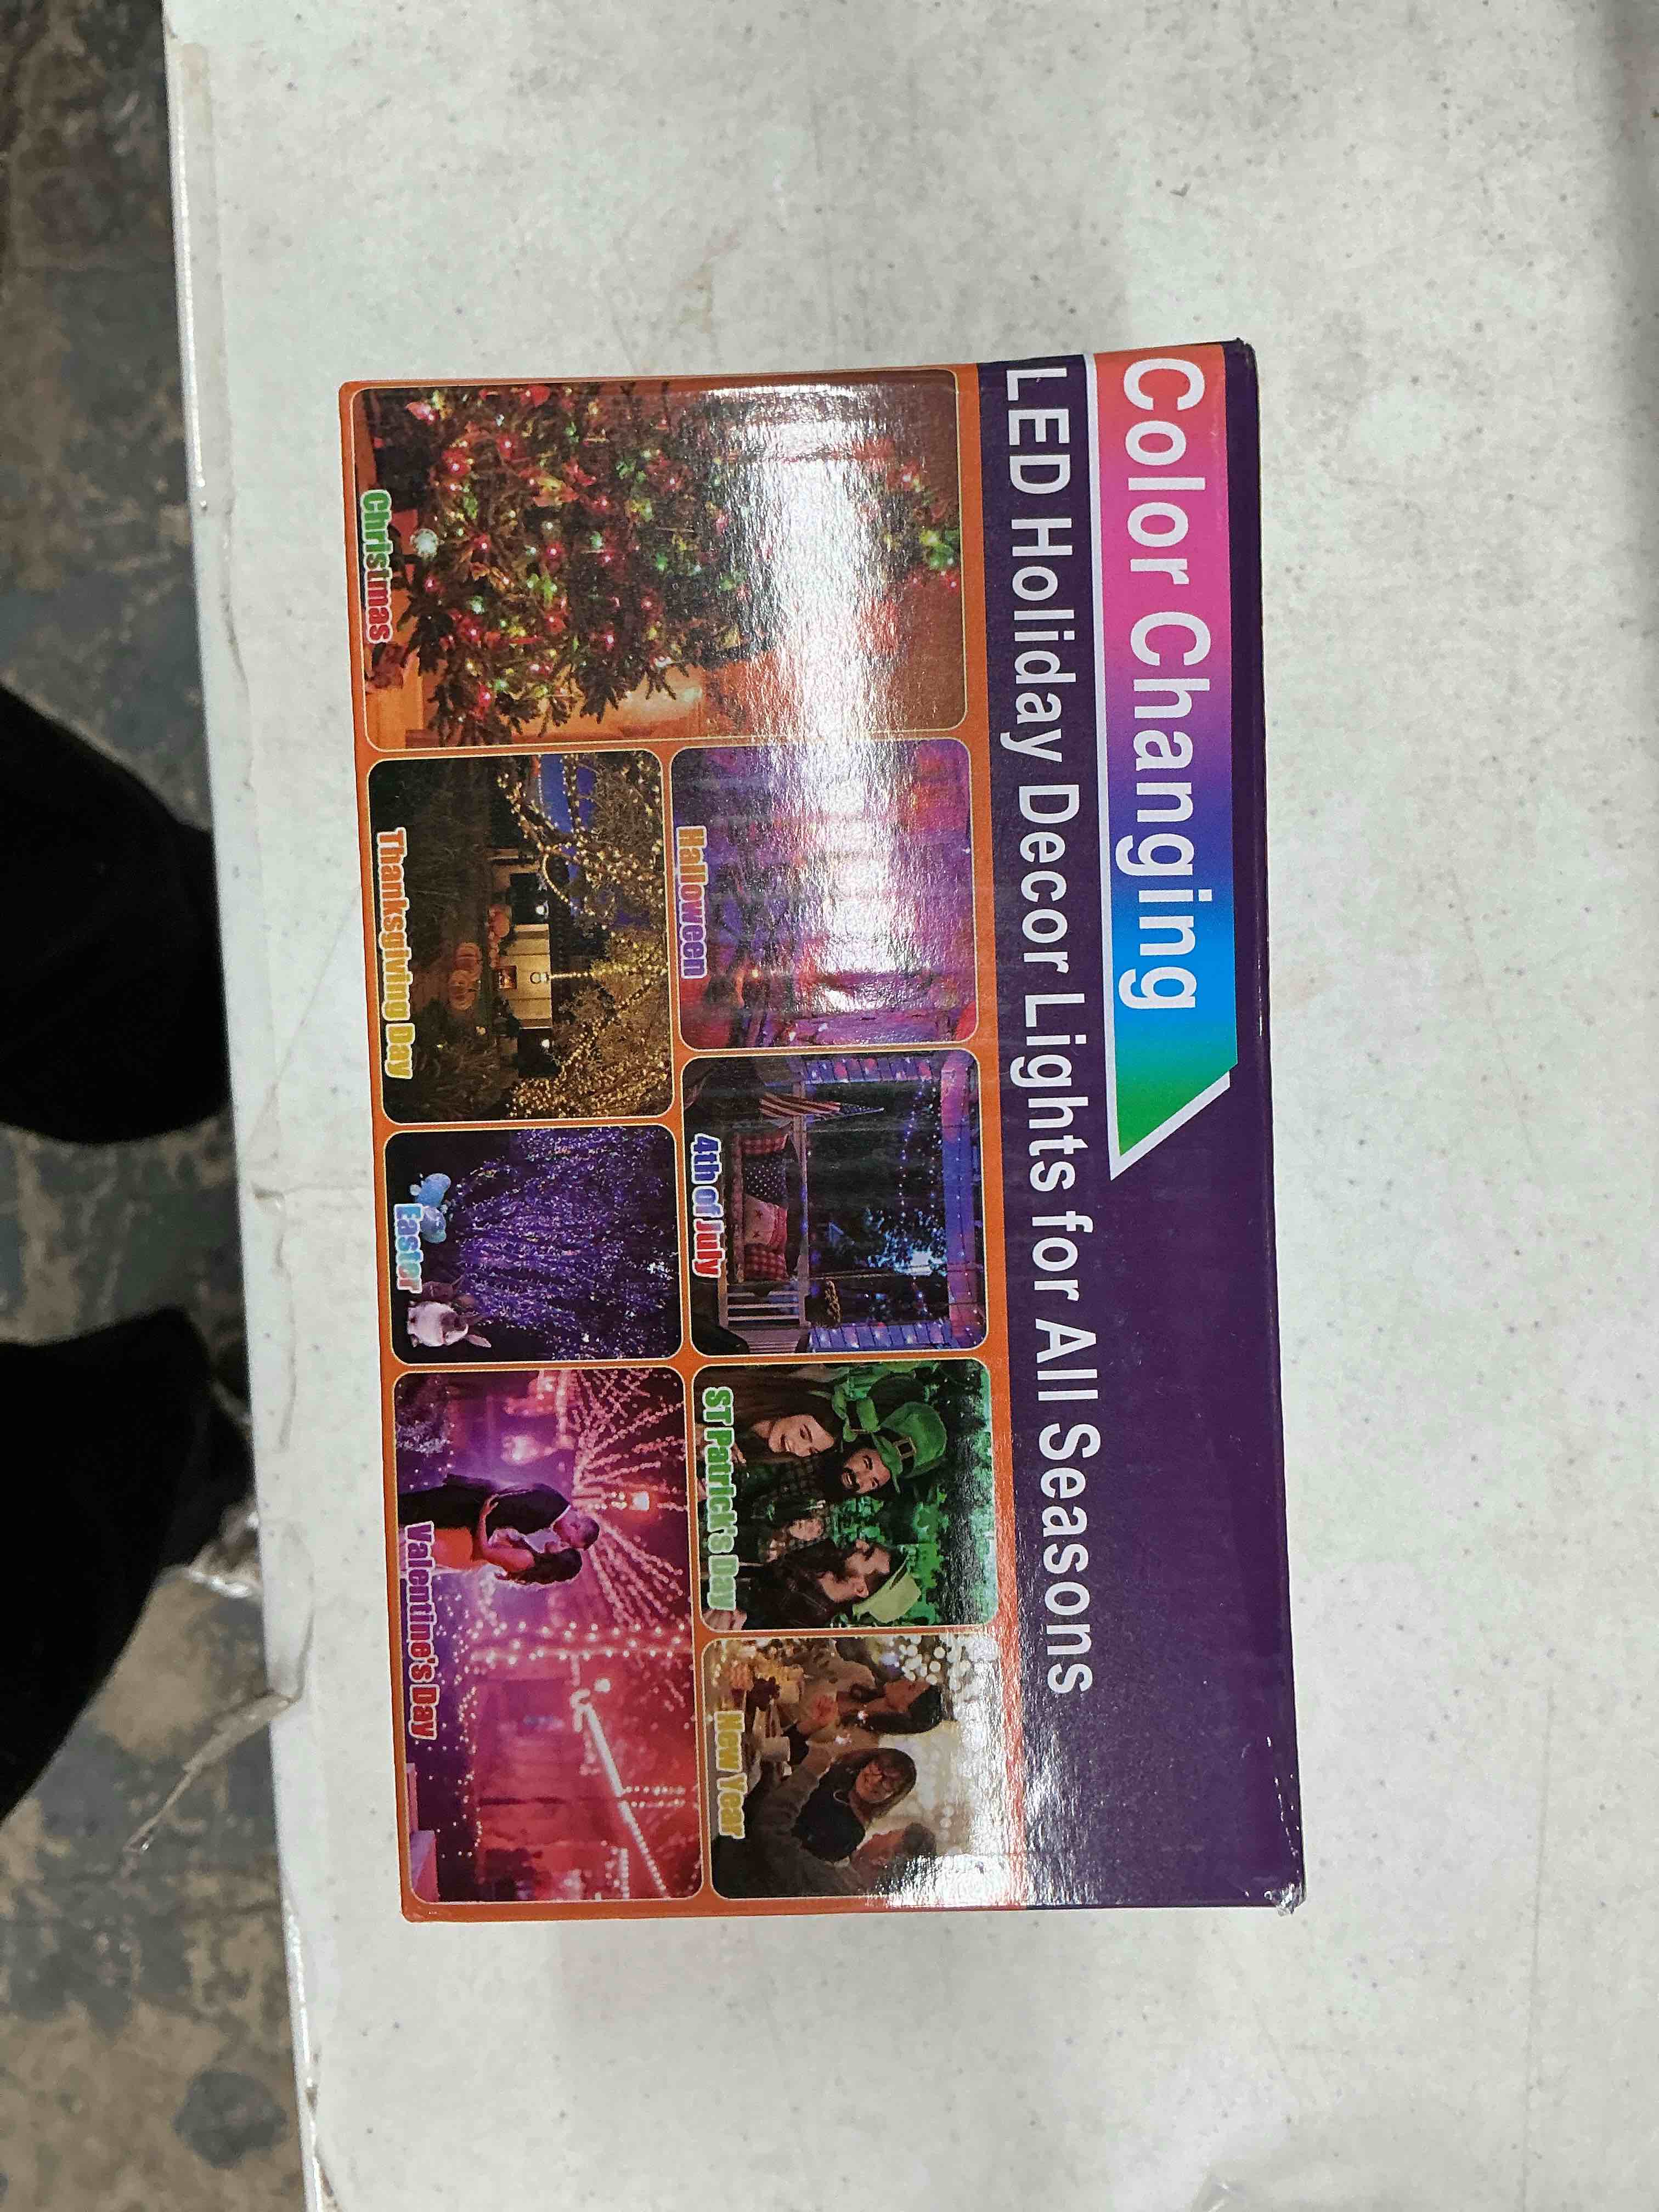 Color Changing
LED Holiday Decor Lights for All Seasons
Christmas
Halloween
4th of July
ST Patrick's Day
New Year
Thanksgiving Day
Easter
Valentine's Day